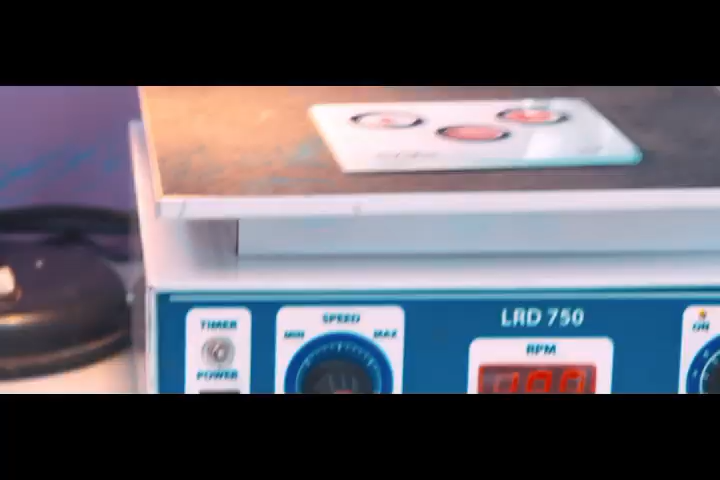 LRD 750
SPEED
MIN
MAX
TIMER
ON
RPM
POWER